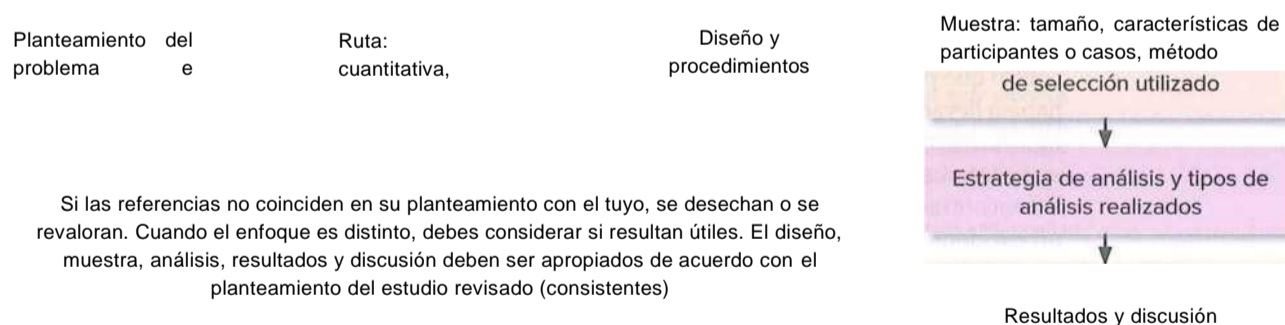 Planteamiento del
problema e
Ruta:
cuantitativa,
Diseño y
procedimientos
Muestra: tamaño, características de
participantes o casos, método
de selección utilizado
Estrategia de análisis y tipos de
análisis realizados
Si las referencias no coinciden en su planteamiento con el tuyo, se desechan o se
revaloran. Cuando el enfoque es distinto, debes considerar si resultan útiles. El diseño,
muestra, análisis, resultados y discusión deben ser apropiados de acuerdo con el
planteamiento del estudio revisado (consistentes)
Resultados y discusión